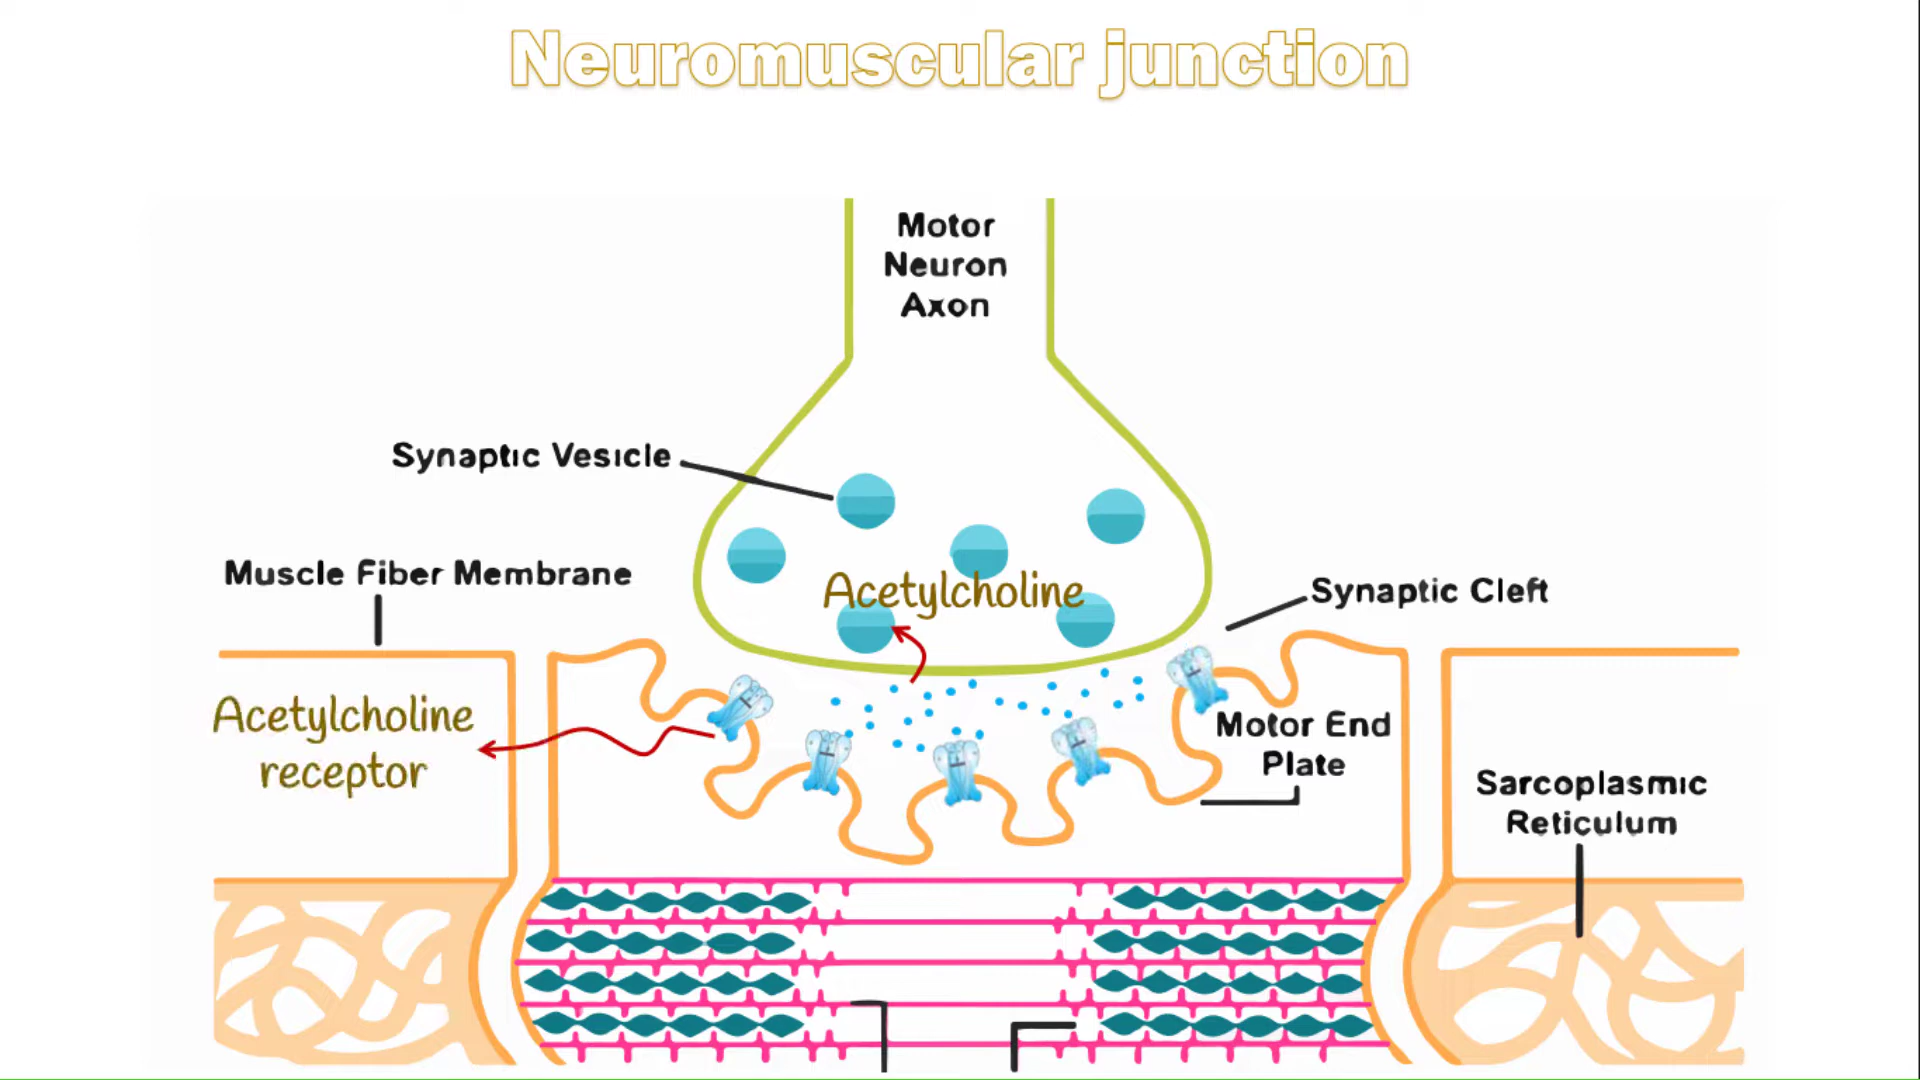 Neuromuscular junction
Motor
Neuron
Axon
Synaptic Vesicle
Acetylcholine
Muscle Fiber Membrane
Synaptic Cleft
Acetylcholine
receptor
Motor End
Plate
Sarcoplasmic
Reticulum